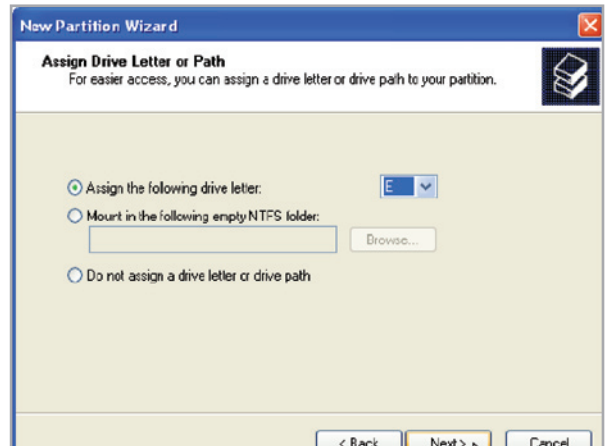 New Partition Wizard
Assign Drive Letter or Path
For easier access, you can assign a drive letter or drive path to your partition.
Assign the following drive letter: E
Mount in the following empty NTFS folder:
Browse...
Do not assign a drive letter or drive path
< Back Next > Cancel